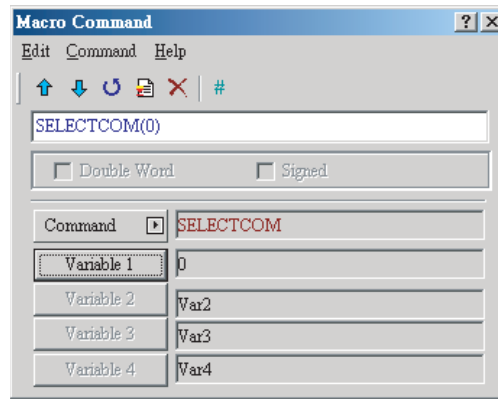 Macro Command
Edit Command Help
#
SELECTCOM(0)
Double Word Signed
Command SELECTCOM
Variable 1 0
Variable 2 Var2
Variable 3 Var3
Variable 4 Var4